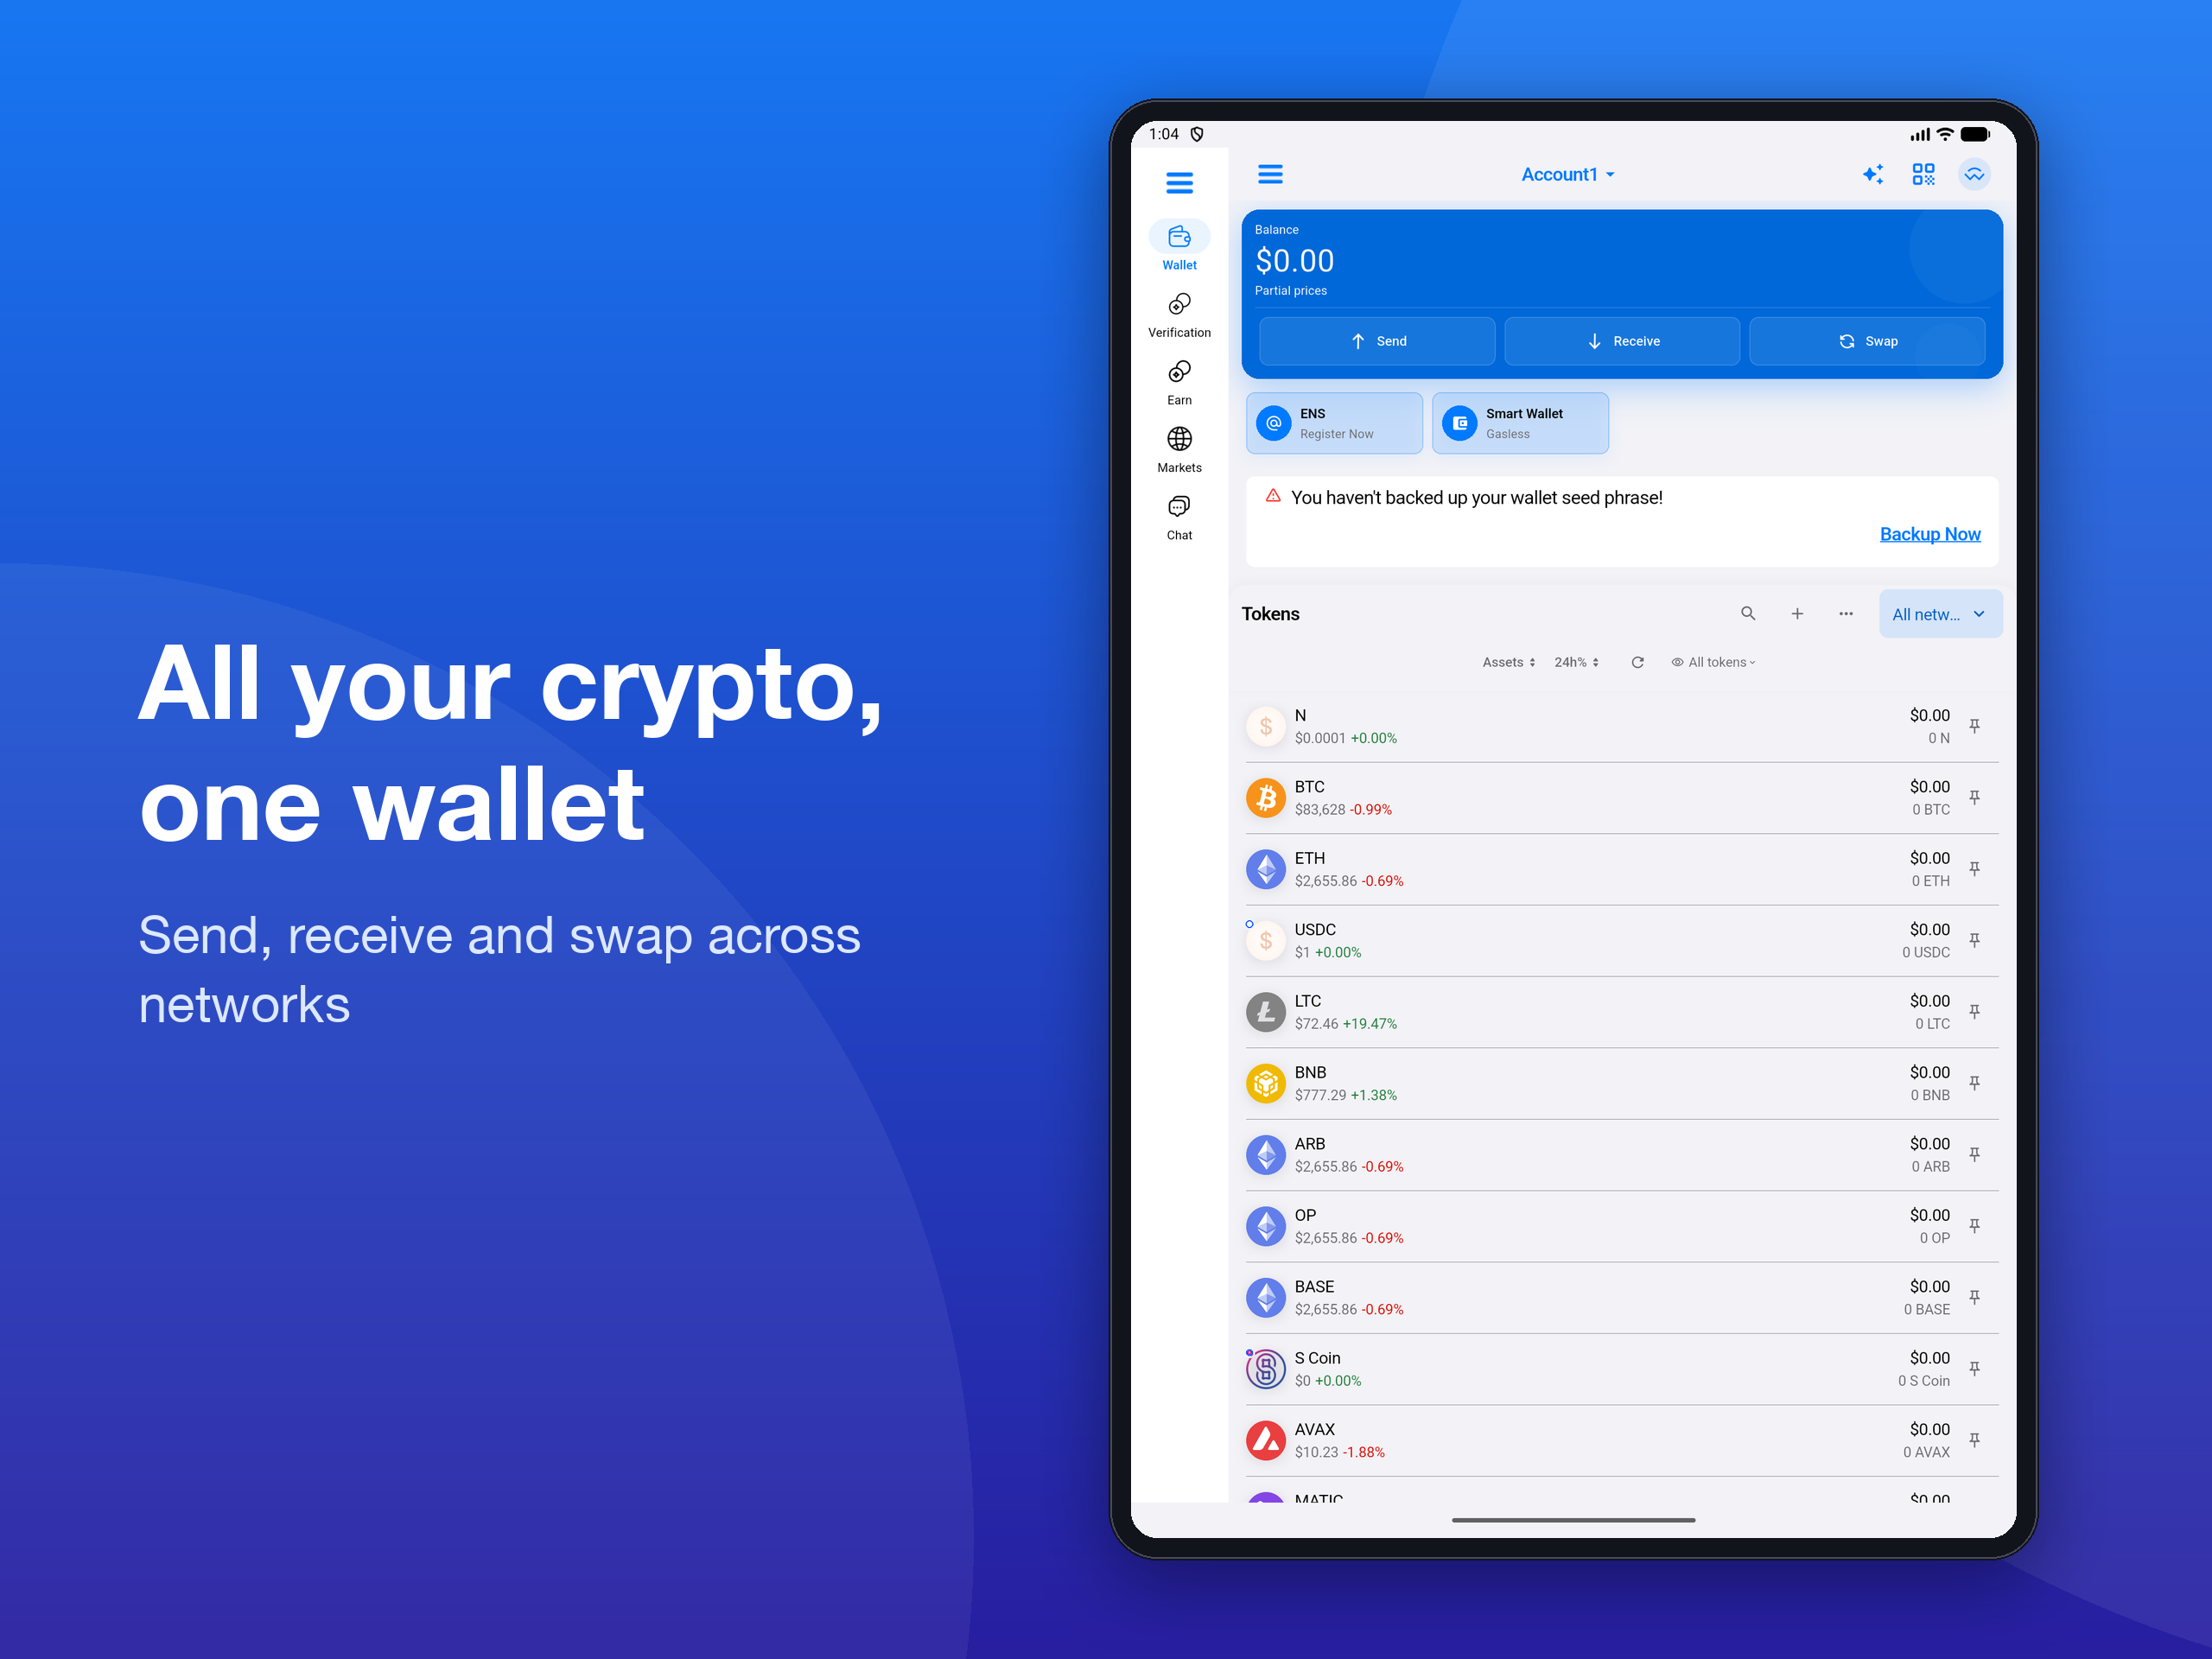 All your crypto,
one wallet
Send, receive and swap across
networks
1:04
Account1
Wallet
Verification
Earn
Markets
Chat
Balance
$0.00
Partial prices
Send
Receive
Swap
ENS
Register Now
Smart Wallet
Gasless
You haven't backed up your wallet seed phrase!
Backup Now
Tokens
All netw...
Assets
24h%
All tokens
N
$0.0001 +0.00%
$0.00
0 N
BTC
$83,628 -0.99%
$0.00
0 BTC
ETH
$2,655.86 -0.69%
$0.00
0 ETH
USDC
$1 +0.00%
$0.00
0 USDC
LTC
$72.46 +19.47%
$0.00
0 LTC
BNB
$777.29 +1.38%
$0.00
0 BNB
ARB
$2,655.86 -0.69%
$0.00
0 ARB
OP
$2,655.86 -0.69%
$0.00
0 OP
BASE
$2,655.86 -0.69%
$0.00
0 BASE
S Coin
$0 +0.00%
$0.00
0 S Coin
AVAX
$10.23 -1.88%
$0.00
0 AVAX
MATIC
$0.00